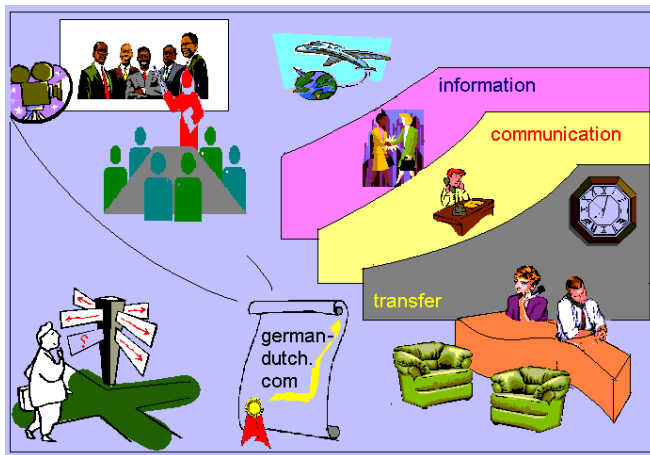 information
communication
transfer
german-
dutch.
com
?